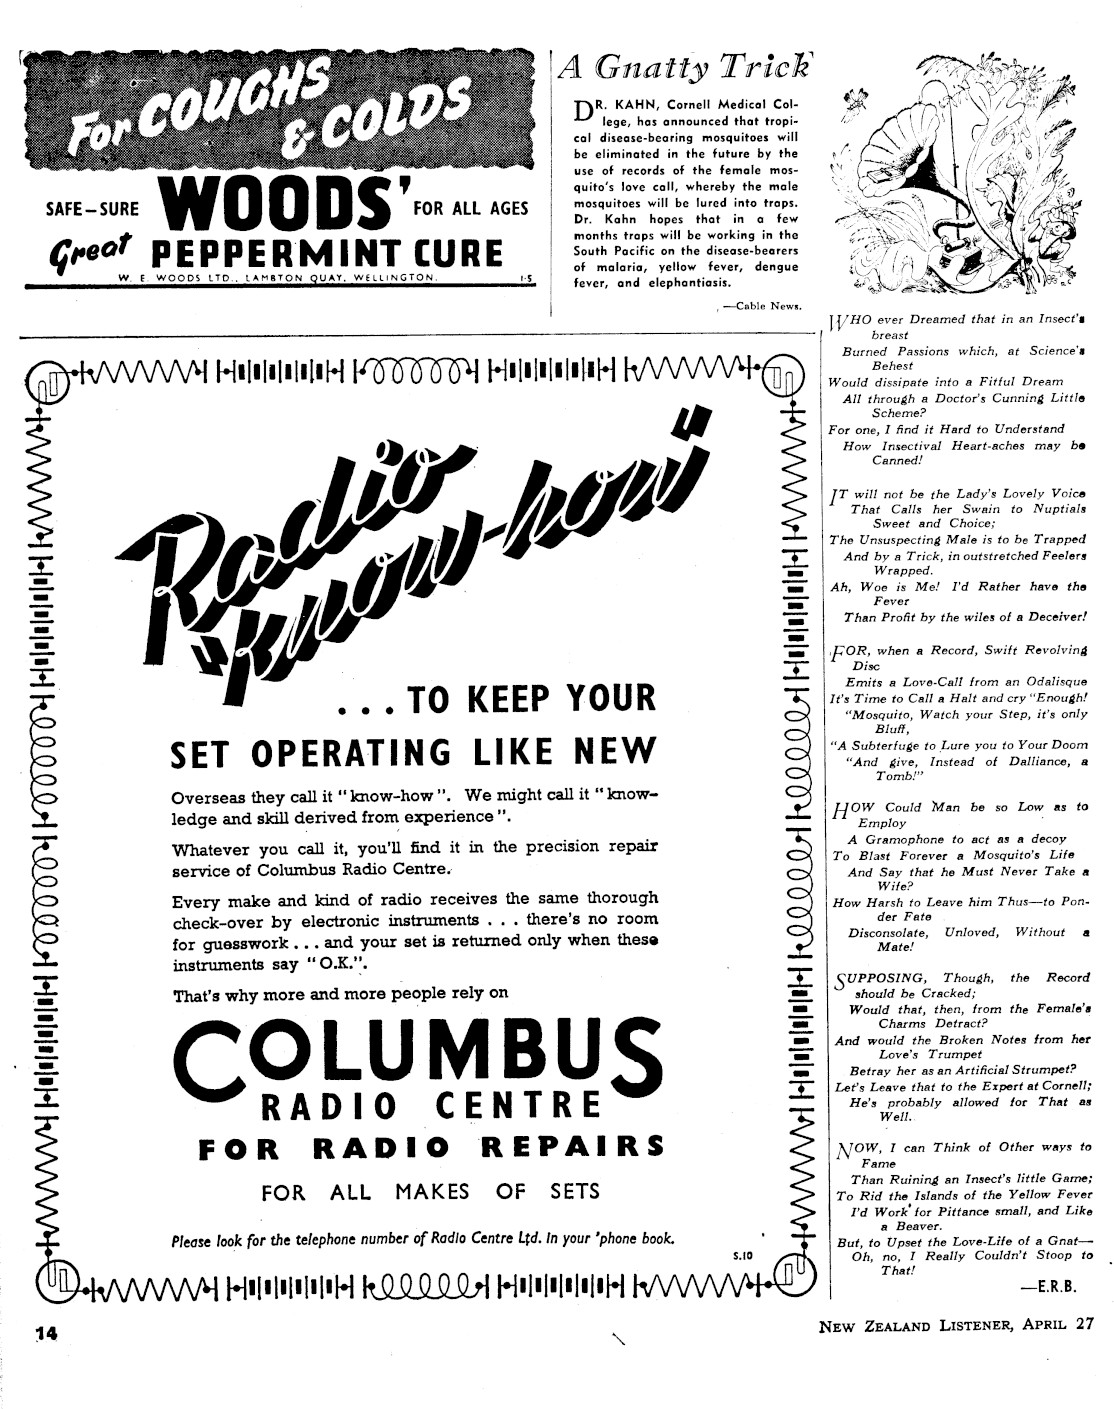 For COUGHS
& COLDS
SAFE-SURE WOODS' FOR ALL AGES
Great PEPPERMINT CURE
W. E. WOODS LTD., LAMBTON QUAY, WELLINGTON. 1-5
A Gnatty Trick
DR. KAHN, Cornell Medical Col-
lege, has announced that tropi-
cal disease-bearing mosquitoes will
be eliminated in the future by the
use of records of the female mos-
quito's love call, whereby the male
mosquitoes will be lured into traps.
Dr. Kahn hopes that in a few
months traps will be working in the
South Pacific on the disease-bearers
of malaria, yellow fever, dengue
fever, and elephantiasis.
—Cable News.
WHO ever Dreamed that in an Insect's
breast
Burned Passions which, at Science's
Behest
Would dissipate into a Fitful Dream
All through a Doctor's Cunning Little
Scheme?
For one, I find it Hard to Understand
How Insectival Heart-aches may be
Canned!
IT will not be the Lady's Lovely Voice
That Calls her Swain to Nuptials
Sweet and Choice;
The Unsuspecting Male is to be Trapped
And by a Trick, in outstretched Feelers
Wrapped.
Ah, Woe is Me! I'd Rather have the
Fever
Than Profit by the wiles of a Deceiver!
FOR, when a Record, Swift Revolving
Disc
Emits a Love-Call from an Odalisque
It's Time to Call a Halt and cry "Enough!
"Mosquito, Watch your Step, it's only
Bluff,
"A Subterfuge to Lure you to Your Doom
"And give, Instead of Dalliance, a
Tomb!"
HOW Could Man be so Low as to
Employ
A Gramophone to act as a decoy
To Blast Forever a Mosquito's Life
And Say that he Must Never Take a
Wife?
How Harsh to Leave him Thus—to Pon-
der Fate
Disconsolate, Unloved, Without a
Mate!
SUPPOSING, Though, the Record
should be Cracked;
Would that, then, from the Female's
Charms Detract?
And would the Broken Notes from her
Love's Trumpet
Betray her as an Artificial Strumpet?
Let's Leave that to the Expert at Cornell;
He's probably allowed for That as
Well.
NOW, I can Think of Other ways to
Fame
Than Ruining an Insect's little Game;
To Rid the Islands of the Yellow Fever
I'd Work for Pittance small, and Like
a Beaver.
But, to Upset the Love-Life of a Gnat—
Oh, no, I Really Couldn't Stoop to
That!
—E.R.B.
Radio
"know-how"
...TO KEEP YOUR
SET OPERATING LIKE NEW
Overseas they call it "know-how". We might call it "know-
ledge and skill derived from experience".
Whatever you call it, you'll find it in the precision repair
service of Columbus Radio Centre.
Every make and kind of radio receives the same thorough
check-over by electronic instruments . . . there's no room
for guesswork . . . and your set is returned only when these
instruments say "O.K.".
That's why more and more people rely on
COLUMBUS
RADIO CENTRE
FOR RADIO REPAIRS
FOR ALL MAKES OF SETS
Please look for the telephone number of Radio Centre Ltd. In your 'phone book.
S.10
14
NEW ZEALAND LISTENER, APRIL 27